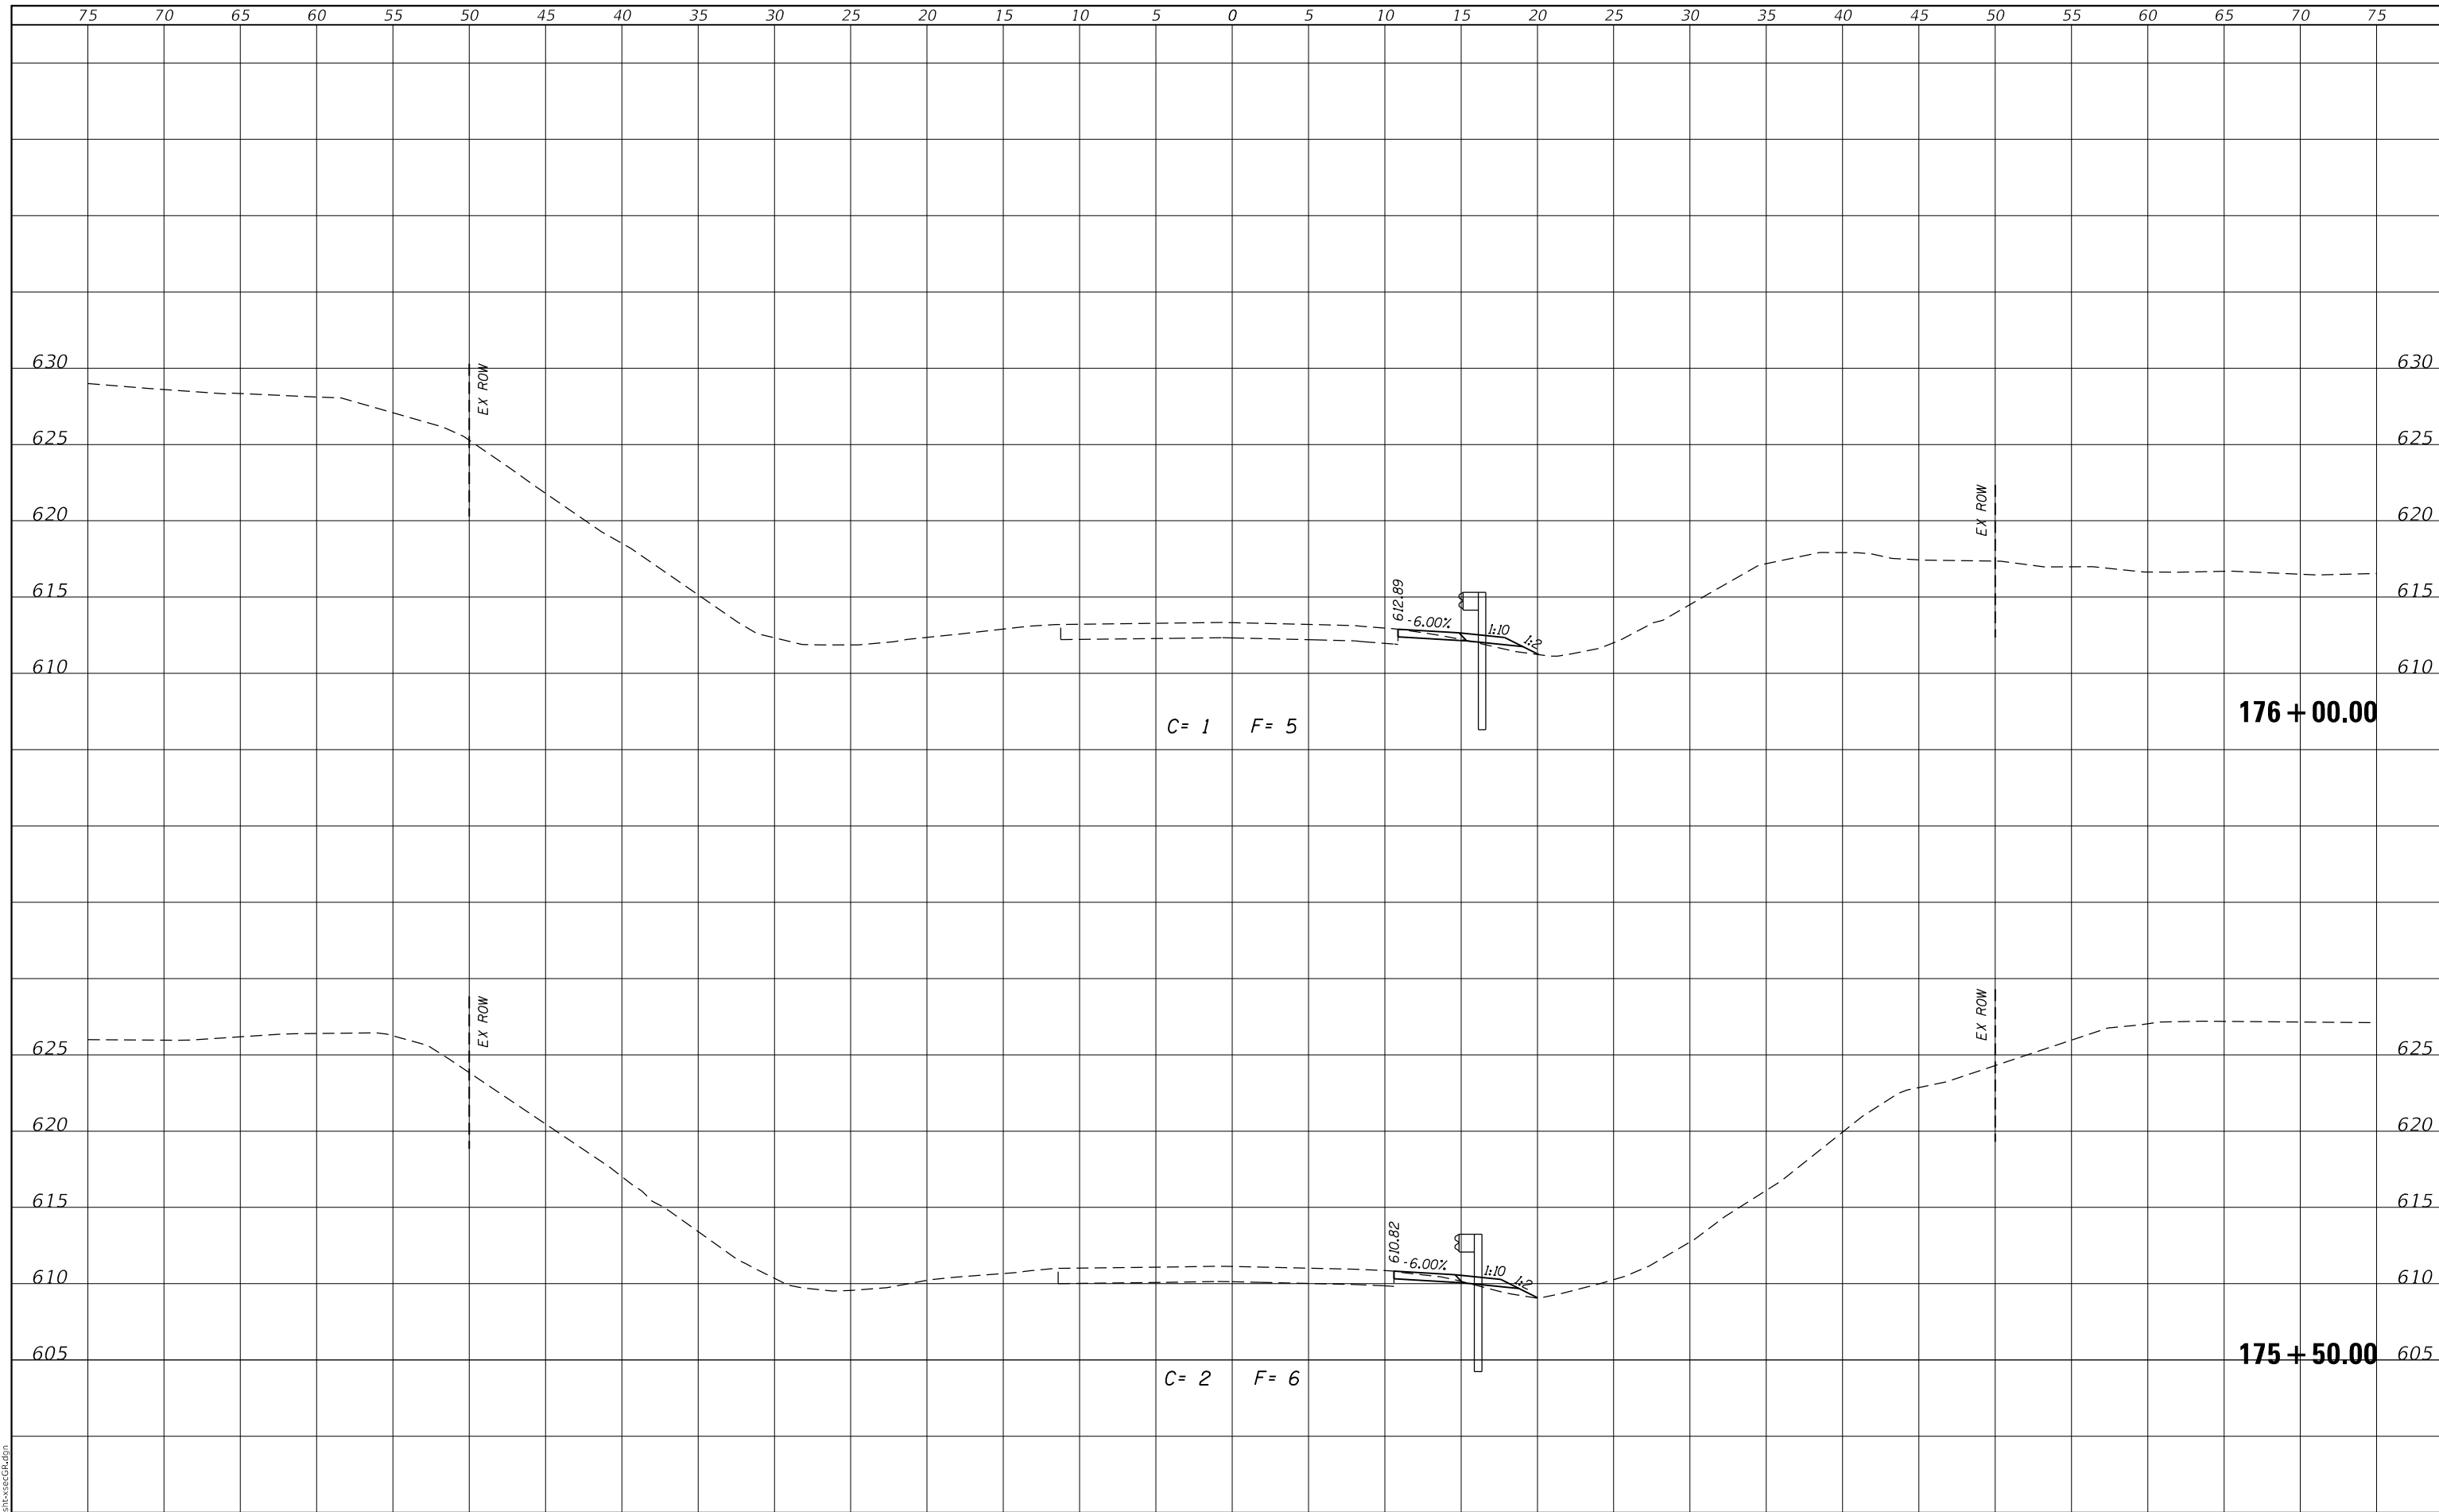 75 70 65 60 55 50 45 40 35 30 25 20 15 10 5 0 5 10 15 20 25 30 35 40 45 50 55 60 65 70 75
630 EX ROW 630
625 625
620 EX ROW 620
615 612.89 615
-6.00% 1:10 1:2
610 610
176+00.00
C= 1 F= 5
EX ROW EX ROW
625 625
620 620
615 615
610.82
-6.00% 1:10 1:2
610 610
605 175+50.00 605
C= 2 F= 6
sht-xsecGR.dgn